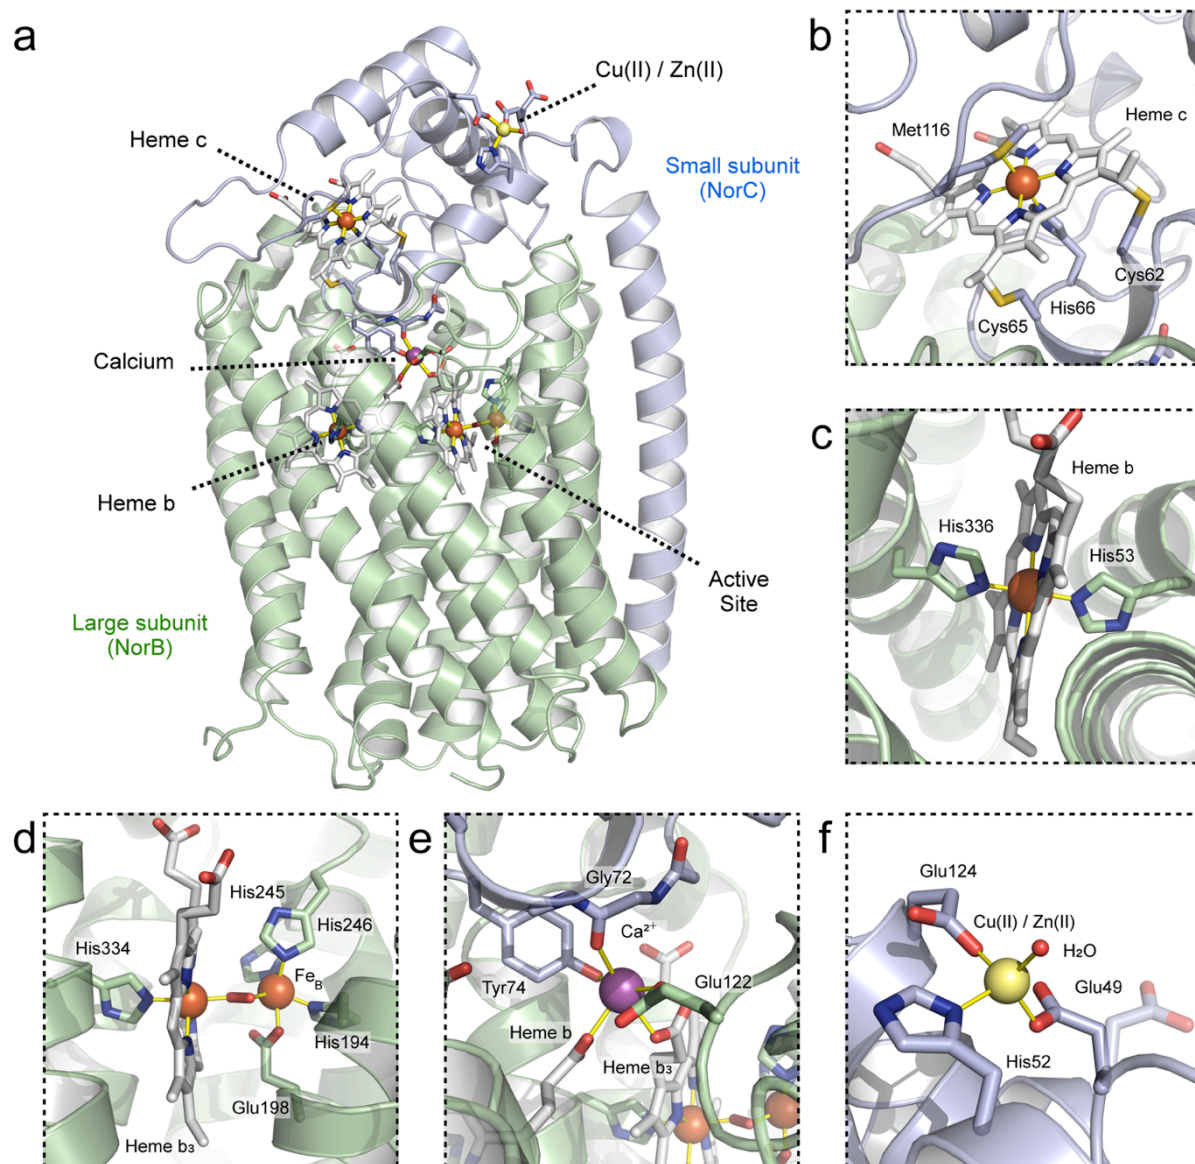 a
Cu(II) / Zn(II)
Heme c
Small subunit
(NorC)
Calcium
Heme b
Active
Site
Large subunit
(NorB)
b
Met116
Heme c
Cys62
His66
Cys65
c
Heme b
His336
His53
d
His245
His246
His334
Fe_B
His194
Glu198
Heme b₃
e
Gly72
Ca²⁺
Glu122
Tyr74
Heme b
Heme b₃
f
Glu124
Cu(II) / Zn(II)
H₂O
Glu49
His52